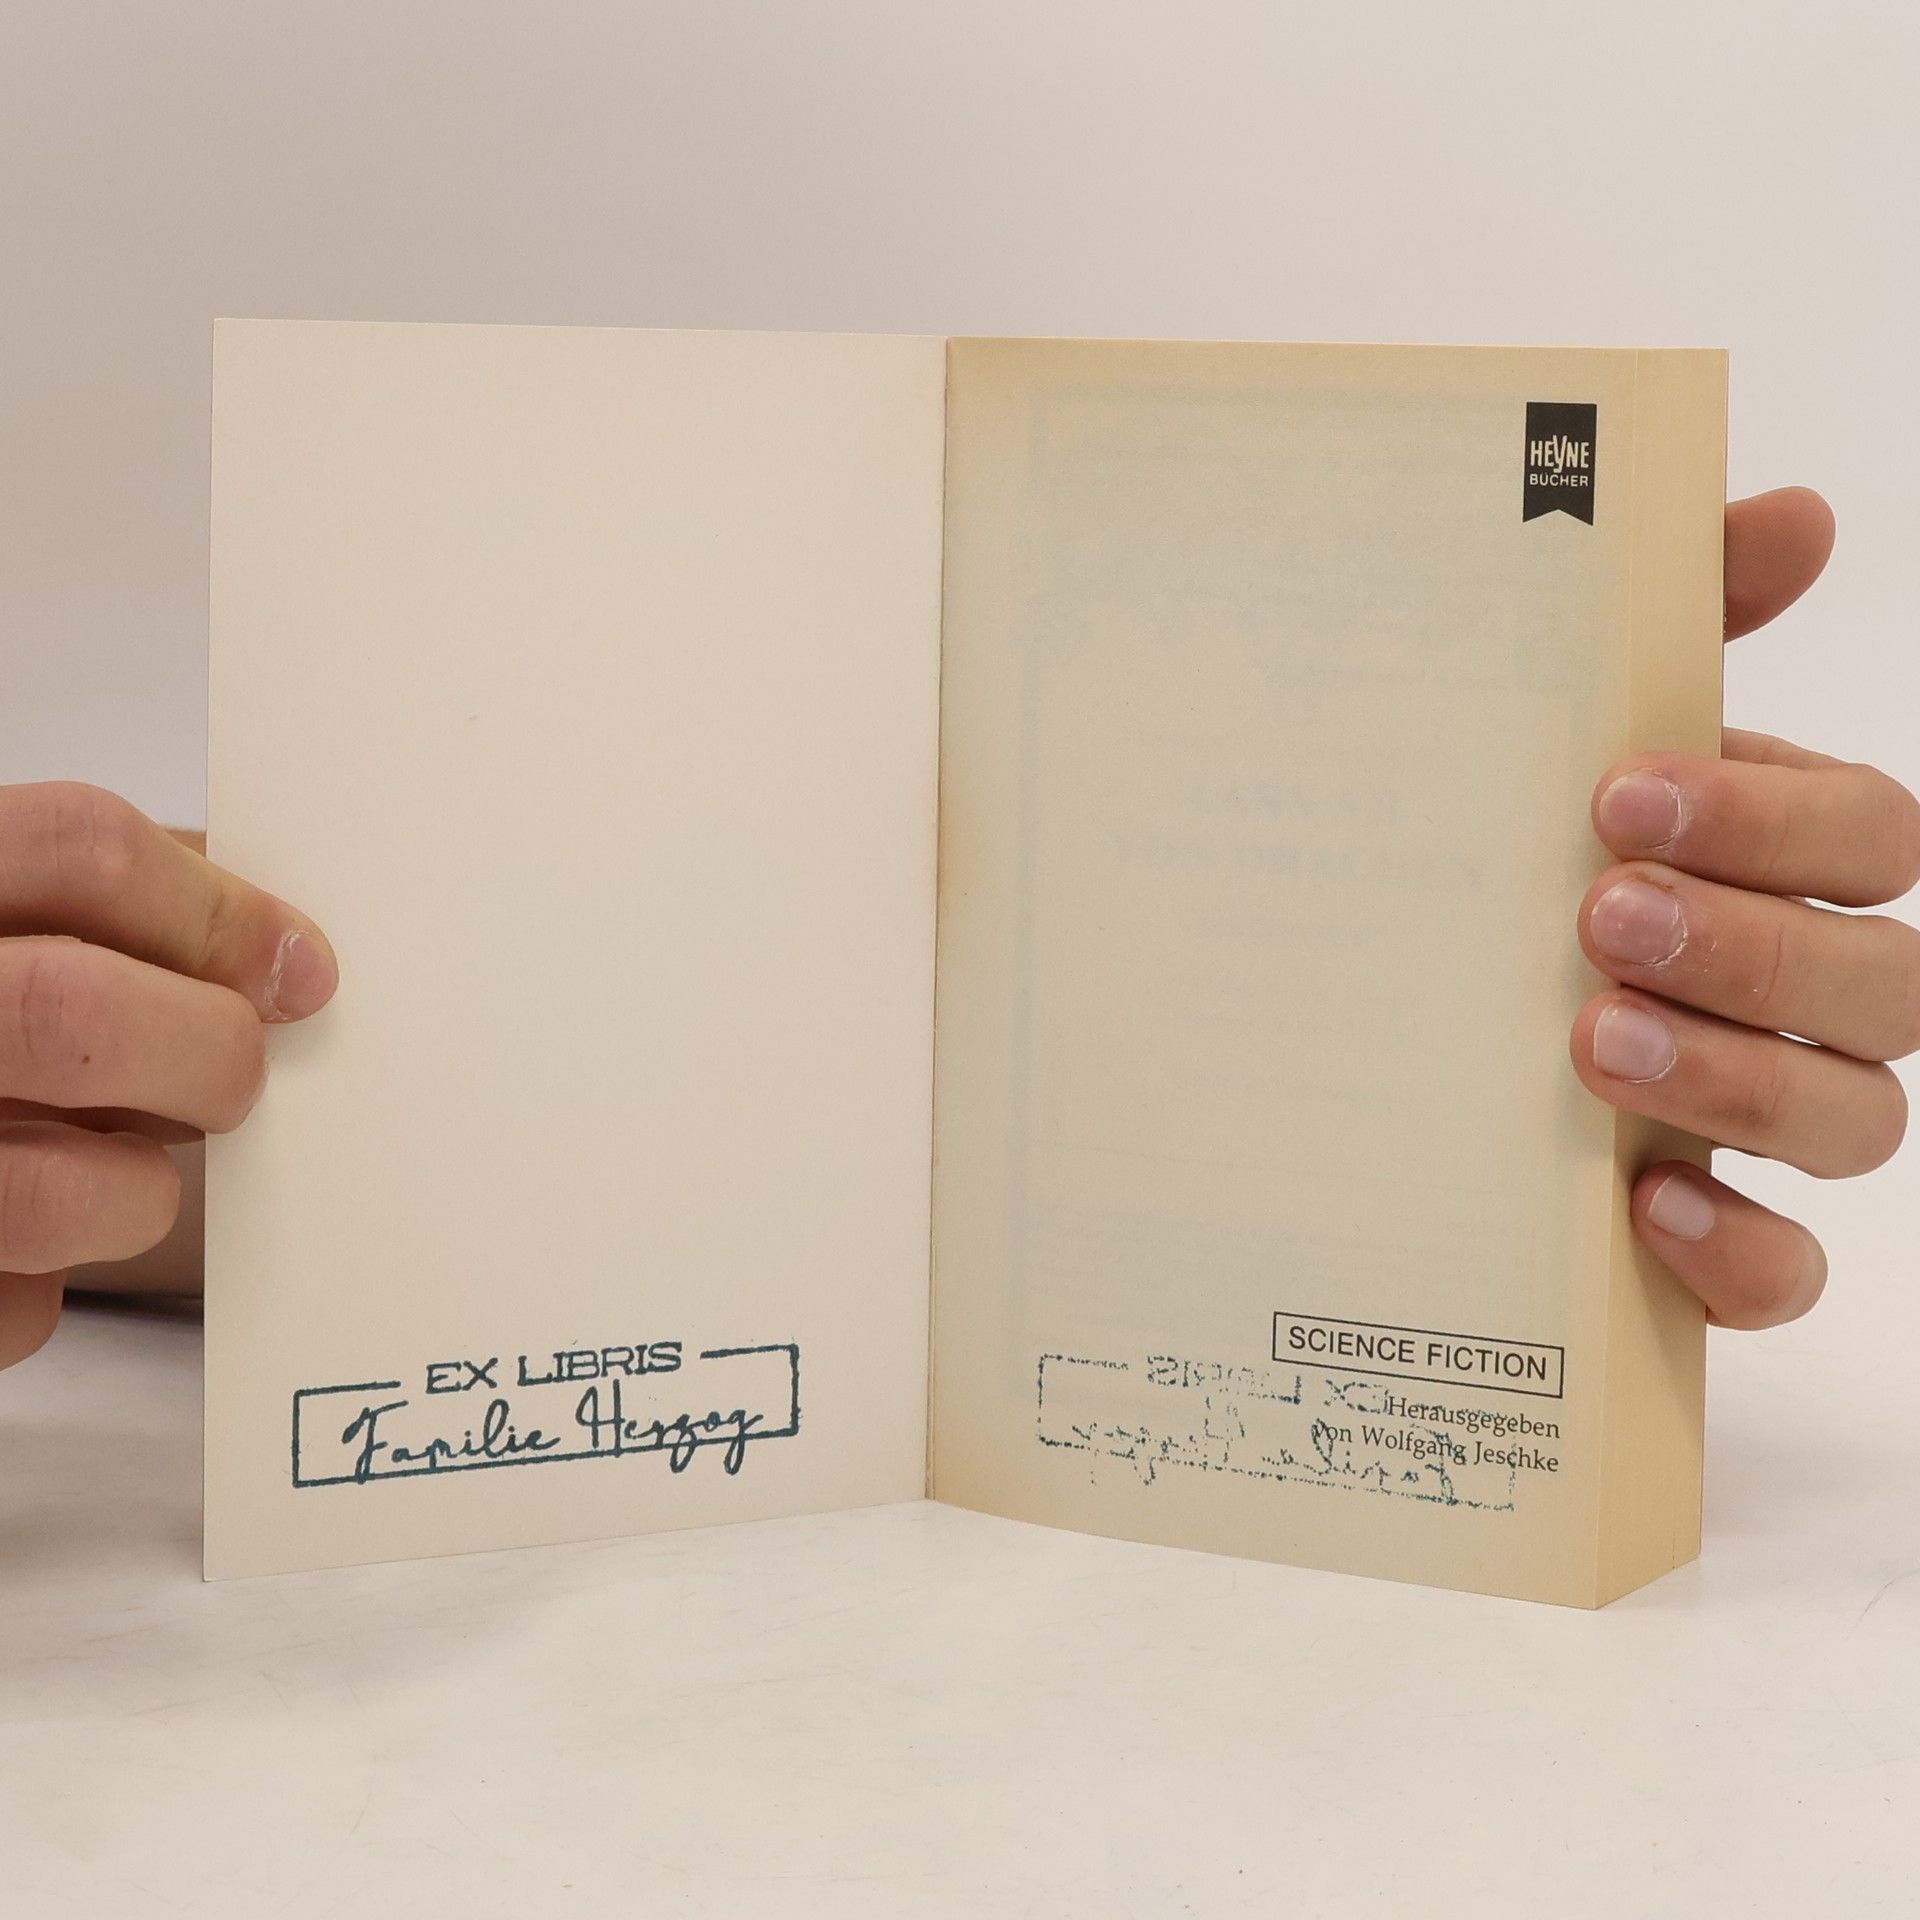 EX LIBRIS
Familie Herzog
HEYNE
BÜCHER
SCIENCE FICTION
Herausgegeben
von Wolfgang Jeschke